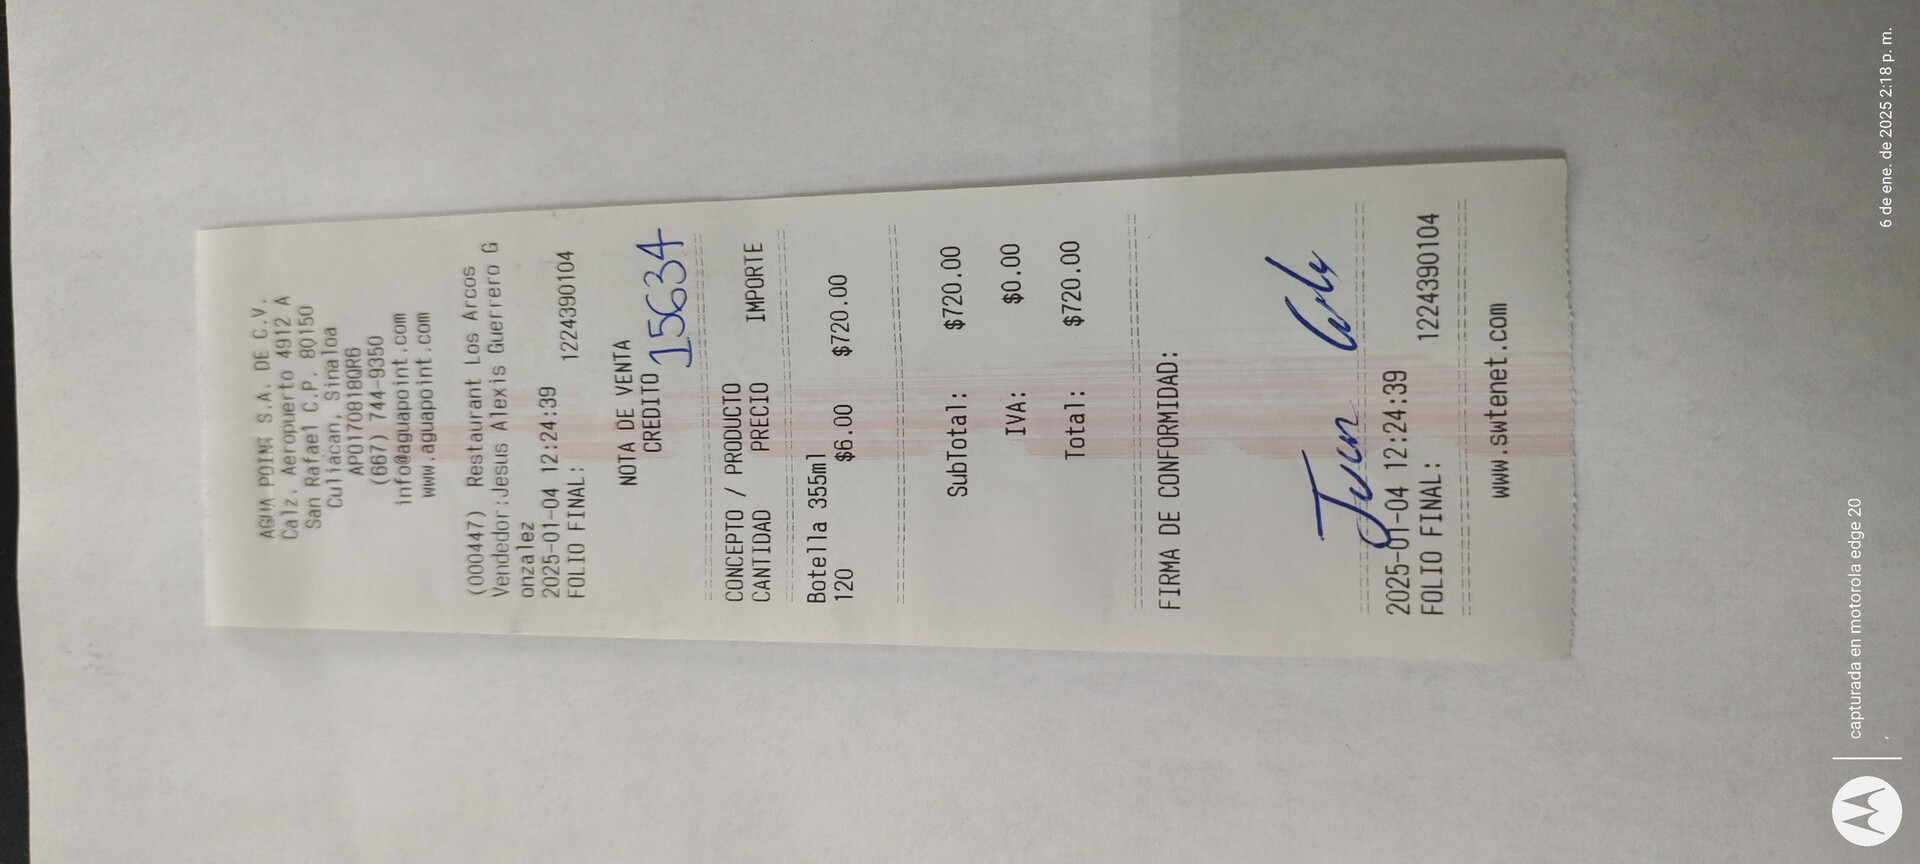 AGUA POINT S.A. DE C.V.
Calz. Aeropuerto 4912 A
San Rafael C.P. 80150
Culiacan, Sinaloa
APO170818QR6
(667) 744-9350
info@aguapoint.com
www.aguapoint.com
(000447) Restaurant Los Arcos
Vendedor:Jesus Alexis Guerrero G
onzalez
2025-01-04 12:24:39
FOLIO FINAL: 1224390104
NOTA DE VENTA
CREDITO
15634
CONCEPTO / PRODUCTO
CANTIDAD PRECIO IMPORTE
Botella 355ml
120 $6.00 $720.00
SubTotal: $720.00
IVA: $0.00
Total: $720.00
FIRMA DE CONFORMIDAD:
Juan
2025-01-04 12:24:39
FOLIO FINAL: 1224390104
www.swtenet.com
capturada en motorola edge 20
6 de ene. de 2025 2:18 p. m.